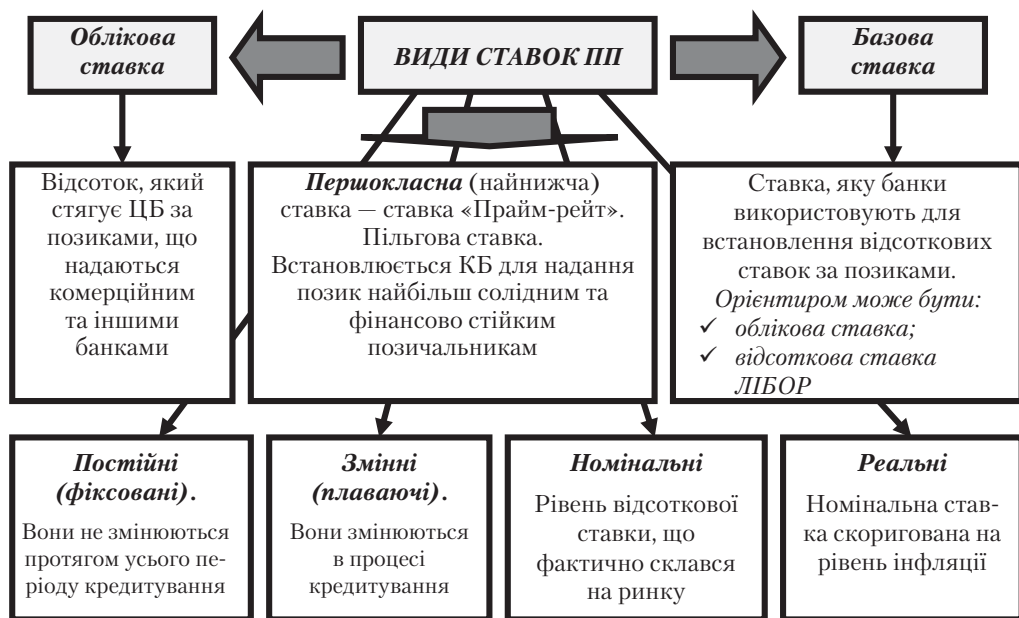 Облікова
ставка
ВИДИ СТАВОК ПП
Базова
ставка
Відсоток, який
стягує ЦБ за
позиками, що
надаються
комерційним
та іншими
банками
Першокласна (найнижча)
ставка — ставка «Прайм-рейт».
Пільгова ставка.
Встановлюється КБ для надання
позик найбільш солідним та
фінансово стійким
позичальникам
Ставка, яку банки
використовують для
встановлення відсоткових
ставок за позиками.
Орієнтиром може бути:
✓ облікова ставка;
✓ відсоткова ставка
ЛІБОР
Постійні
(фіксовані).
Вони не змінюються
протягом усього пе-
ріоду кредитування
Змінні
(плаваючі).
Вони змінюються
в процесі
кредитування
Номінальні
Рівень відсоткової
ставки, що
фактично склався
на ринку
Реальні
Номінальна став-
ка скоригована на
рівень інфляції